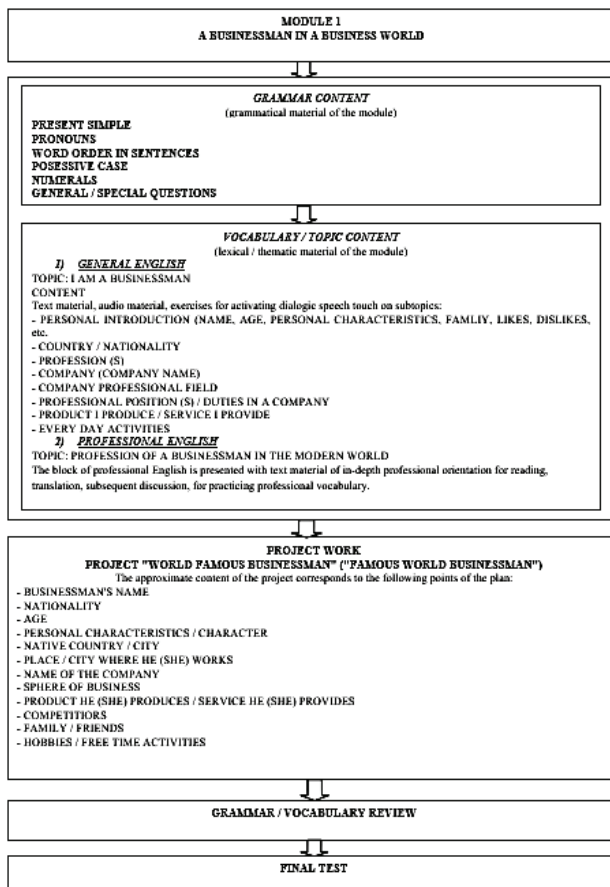 MODULE 1
A BUSINESSMAN IN A BUSINESS WORLD
GRAMMAR CONTENT
(grammatical material of the module)
PRESENT SIMPLE
PRONOUNS
WORD ORDER IN SENTENCES
POSESSIVE CASE
NUMERALS
GENERAL / SPECIAL QUESTIONS
VOCABULARY / TOPIC CONTENT
(lexical / thematic material of the module)
1) GENERAL ENGLISH
TOPIC: I AM A BUSINESSMAN
CONTENT
Text material, audio material, exercises for activating dialogic speech touch on subtopics:
- PERSONAL INTRODUCTION (NAME, AGE, PERSONAL CHARACTERISTICS, FAMLIY, LIKES, DISLIKES,
etc.
- COUNTRY / NATIONALITY
- PROFESSION (S)
- COMPANY (COMPANY NAME)
- COMPANY PROFESSIONAL FIELD
- PROFESSIONAL POSITION (S) / DUTIES IN A COMPANY
- PRODUCT I PRODUCE / SERVICE I PROVIDE
- EVERY DAY ACTIVITIES
2) PROFESSIONAL ENGLISH
TOPIC: PROFESSION OF A BUSINESSMAN IN THE MODERN WORLD
The block of professional English is presented with text material of in-depth professional orientation for reading,
translation, subsequent discussion, for practicing professional vocabulary.
PROJECT WORK
PROJECT "WORLD FAMOUS BUSINESSMAN" ("FAMOUS WORLD BUSINESSMAN")
The approximate content of the project corresponds to the following points of the plan:
- BUSINESSMAN'S NAME
- NATIONALITY
- AGE
- PERSONAL CHARACTERISTICS / CHARACTER
- NATIVE COUNTRY / CITY
- PLACE / CITY WHERE HE (SHE) WORKS
- NAME OF THE COMPANY
- SPHERE OF BUSINESS
- PRODUCT HE (SHE) PRODUCES / SERVICE HE (SHE) PROVIDES
- COMPETITIORS
- FAMILY / FRIENDS
- HOBBIES / FREE TIME ACTIVITIES
GRAMMAR / VOCABULARY REVIEW
FINAL TEST